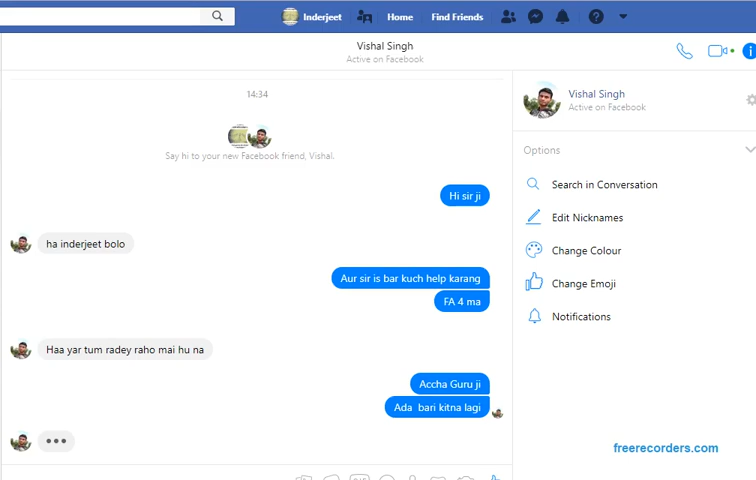 Inderjeet Home Find Friends
Vishal Singh
Active on Facebook
14:34
Say hi to your new Facebook friend, Vishal.
Hi sir ji
ha inderjeet bolo
Aur sir is bar kuch help karang
FA 4 ma
Haa yar tum radey raho mai hu na
Accha Guru ji
Ada bari kitna lagi
Vishal Singh
Active on Facebook
Options
Search in Conversation
Edit Nicknames
Change Colour
Change Emoji
Notifications
freerecorders.com